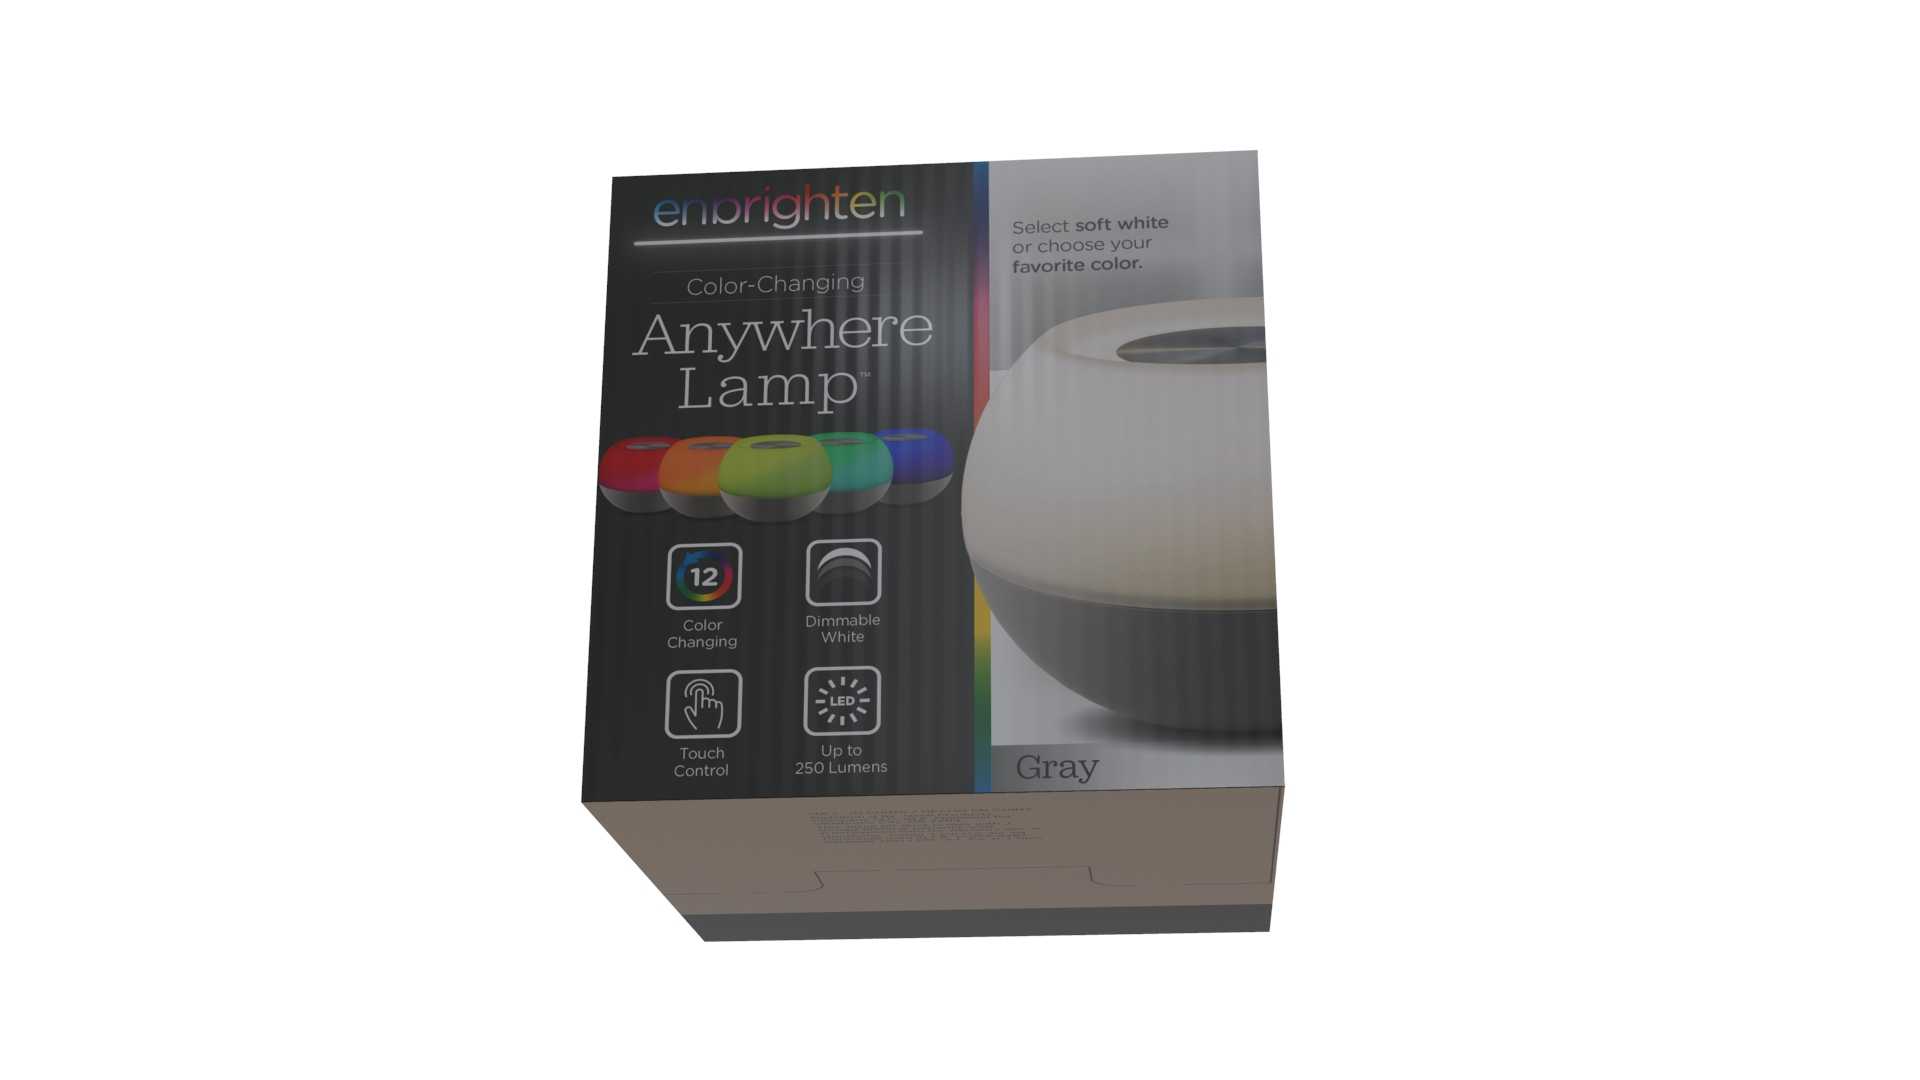 enbrighten
Color-Changing
Anywhere
Lamp™
12
Color
Changing
Dimmable
White
Touch
Control
LED
Up to
250 Lumens
Select soft white
or choose your
favorite color.
Gray